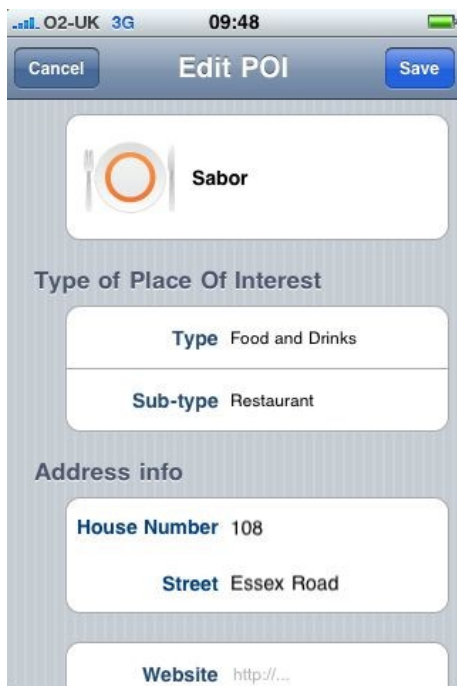 O2-UK 3G 09:48
Cancel Edit POI Save
Sabor
Type of Place Of Interest
Type Food and Drinks
Sub-type Restaurant
Address info
House Number 108
Street Essex Road
Website http://...